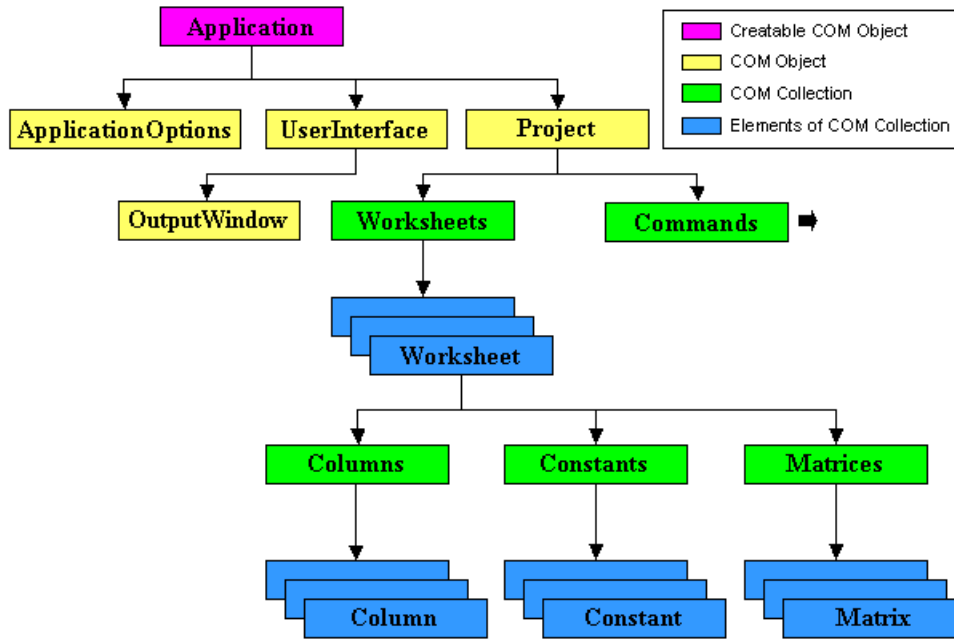 Application
Creatable COM Object
COM Object
COM Collection
Elements of COM Collection
ApplicationOptions
UserInterface
Project
OutputWindow
Worksheets
Commands
Worksheet
Columns
Constants
Matrices
Column
Constant
Matrix